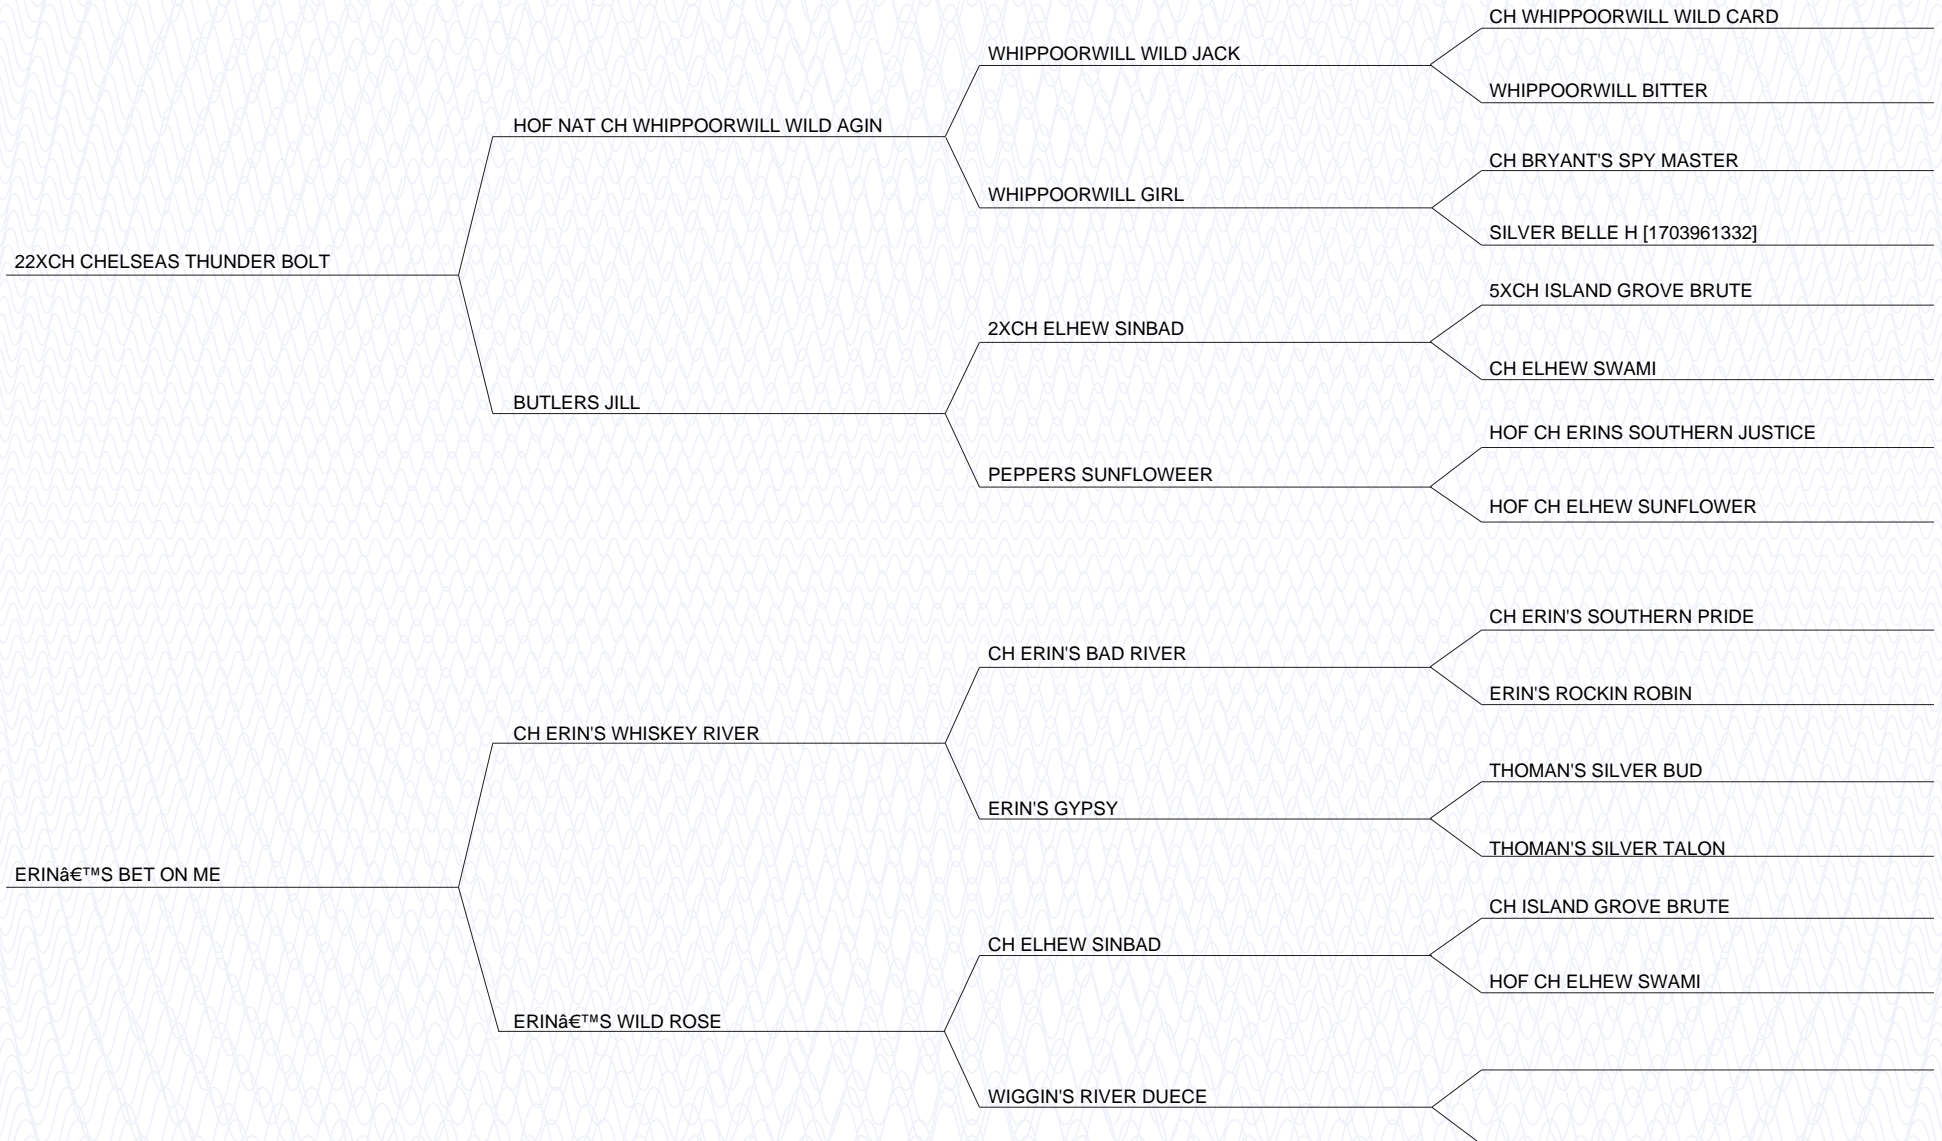 CH WHIPPOORWILL WILD CARD
WHIPPOORWILL WILD JACK
WHIPPOORWILL BITTER
HOF NAT CH WHIPPOORWILL WILD AGIN
CH BRYANT'S SPY MASTER
WHIPPOORWILL GIRL
SILVER BELLE H [1703961332]
22XCH CHELSEAS THUNDER BOLT
5XCH ISLAND GROVE BRUTE
2XCH ELHEW SINBAD
CH ELHEW SWAMI
BUTLERS JILL
HOF CH ERINS SOUTHERN JUSTICE
PEPPERS SUNFLOWEER
HOF CH ELHEW SUNFLOWER
CH ERIN'S SOUTHERN PRIDE
CH ERIN'S BAD RIVER
ERIN'S ROCKIN ROBIN
CH ERIN'S WHISKEY RIVER
THOMAN'S SILVER BUD
ERIN'S GYPSY
THOMAN'S SILVER TALON
ERINâ€™S BET ON ME
CH ISLAND GROVE BRUTE
CH ELHEW SINBAD
HOF CH ELHEW SWAMI
ERINâ€™S WILD ROSE
WIGGIN'S RIVER DUECE